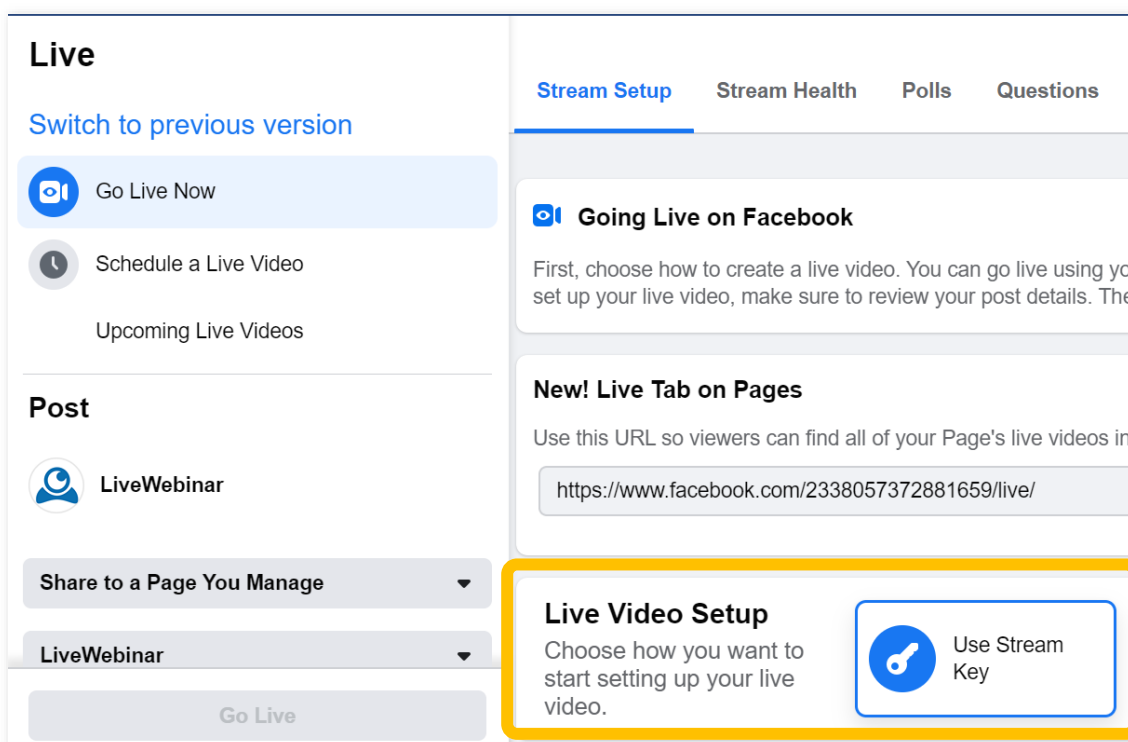 Live
Switch to previous version
Go Live Now
Schedule a Live Video
Upcoming Live Videos
Post
LiveWebinar
Share to a Page You Manage
LiveWebinar
Go Live
Stream Setup Stream Health Polls Questions
Going Live on Facebook
First, choose how to create a live video. You can go live using yo
set up your live video, make sure to review your post details. The
New! Live Tab on Pages
Use this URL so viewers can find all of your Page's live videos in
https://www.facebook.com/2338057372881659/live/
Live Video Setup
Choose how you want to
start setting up your live
video.
Use Stream
Key